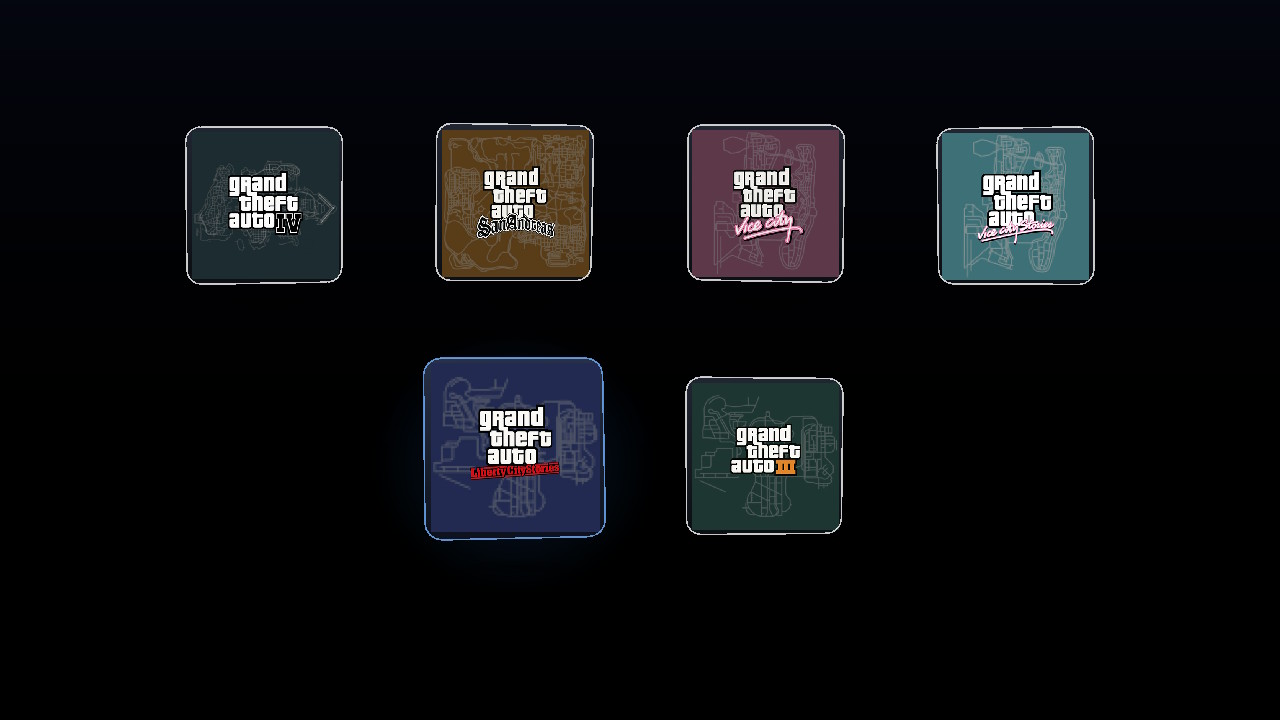 grand
theft
auto IV
grand
theft
auto
San Andreas
grand
theft
auto
Vice City
grand
theft
auto
Vice City Stories
grand
theft
auto
Liberty City Stories
grand
theft
auto III